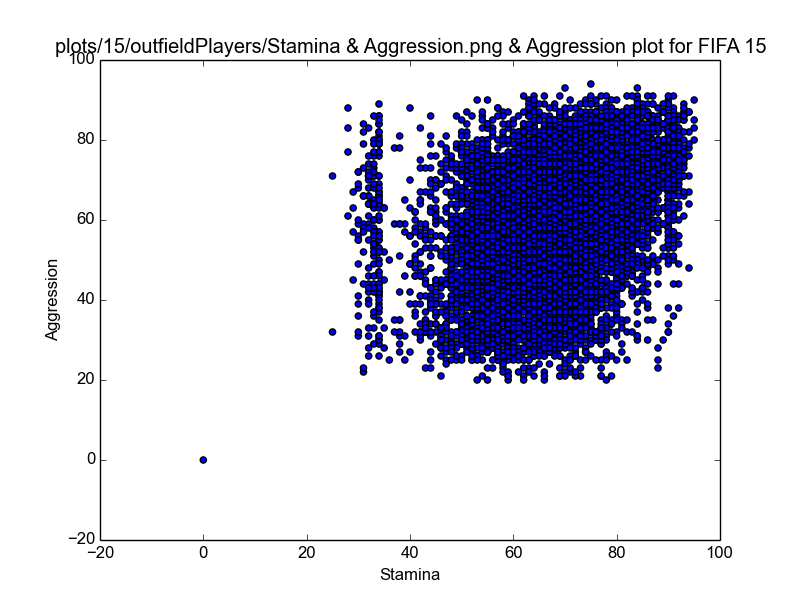 plots/15/outfieldPlayers/Stamina & Aggression.png & Aggression plot for FIFA 15
100
80
60
40
20
0
−20
Aggression
−20 0 20 40 60 80 100
Stamina